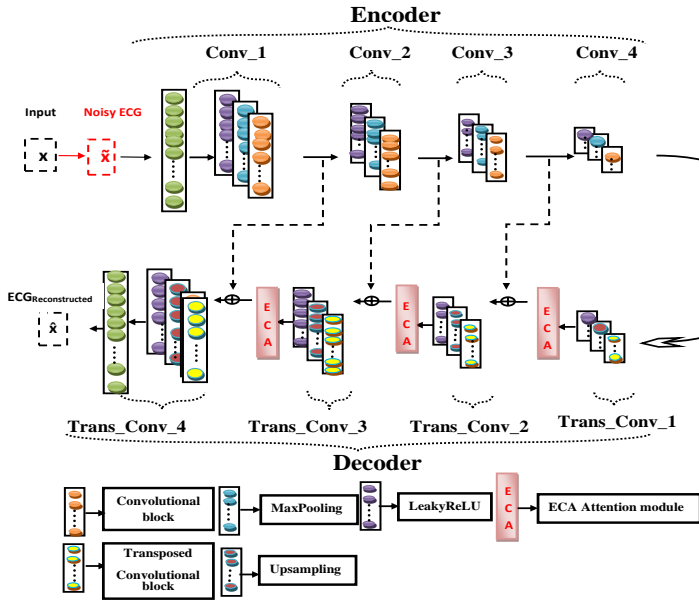 Encoder
Conv_1 Conv_2 Conv_3 Conv_4
Input Noisy ECG
x x̃
E C A
E C A
E C A
ECGReconstructed
x̂
Trans_Conv_4 Trans_Conv_3 Trans_Conv_2 Trans_Conv_1
Decoder
Convolutional
block
MaxPooling
LeakyReLU
E C A
ECA Attention module
Transposed
Convolutional block
Upsampling